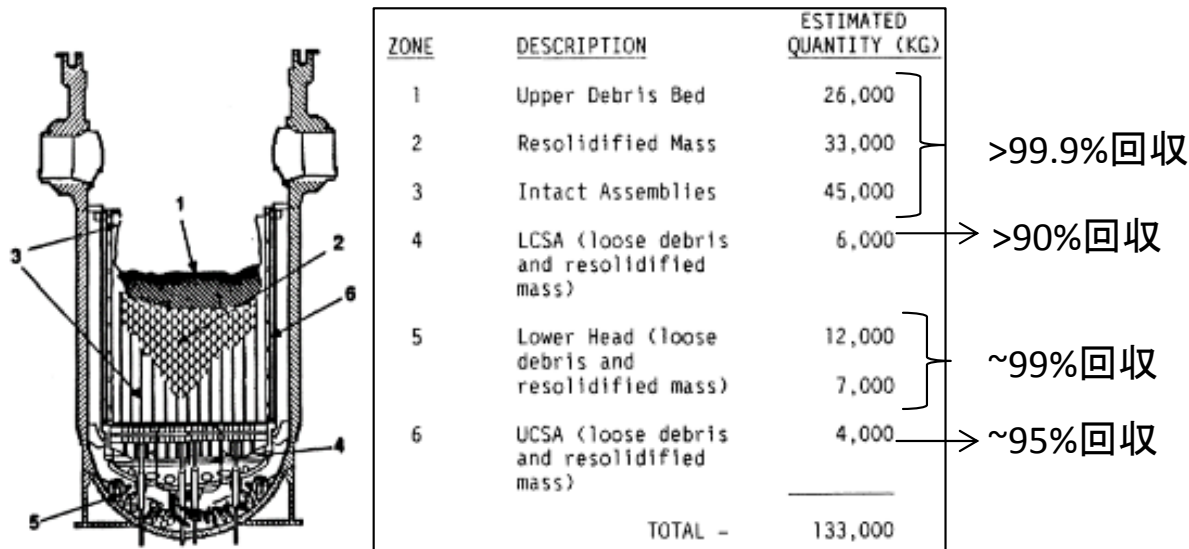 ZONE DESCRIPTION ESTIMATED QUANTITY (KG)
1 Upper Debris Bed 26,000
2 Resolidified Mass 33,000
3 Intact Assemblies 45,000
>99.9%回収
4 LCSA (loose debris 6,000 >90%回収
and resolidified
mass)
5 Lower Head (loose 12,000
debris and
resolidified mass) 7,000
~99%回収
6 UCSA (loose debris 4,000 ~95%回収
and resolidified
mass)
TOTAL - 133,000
1
2
3
6
4
5